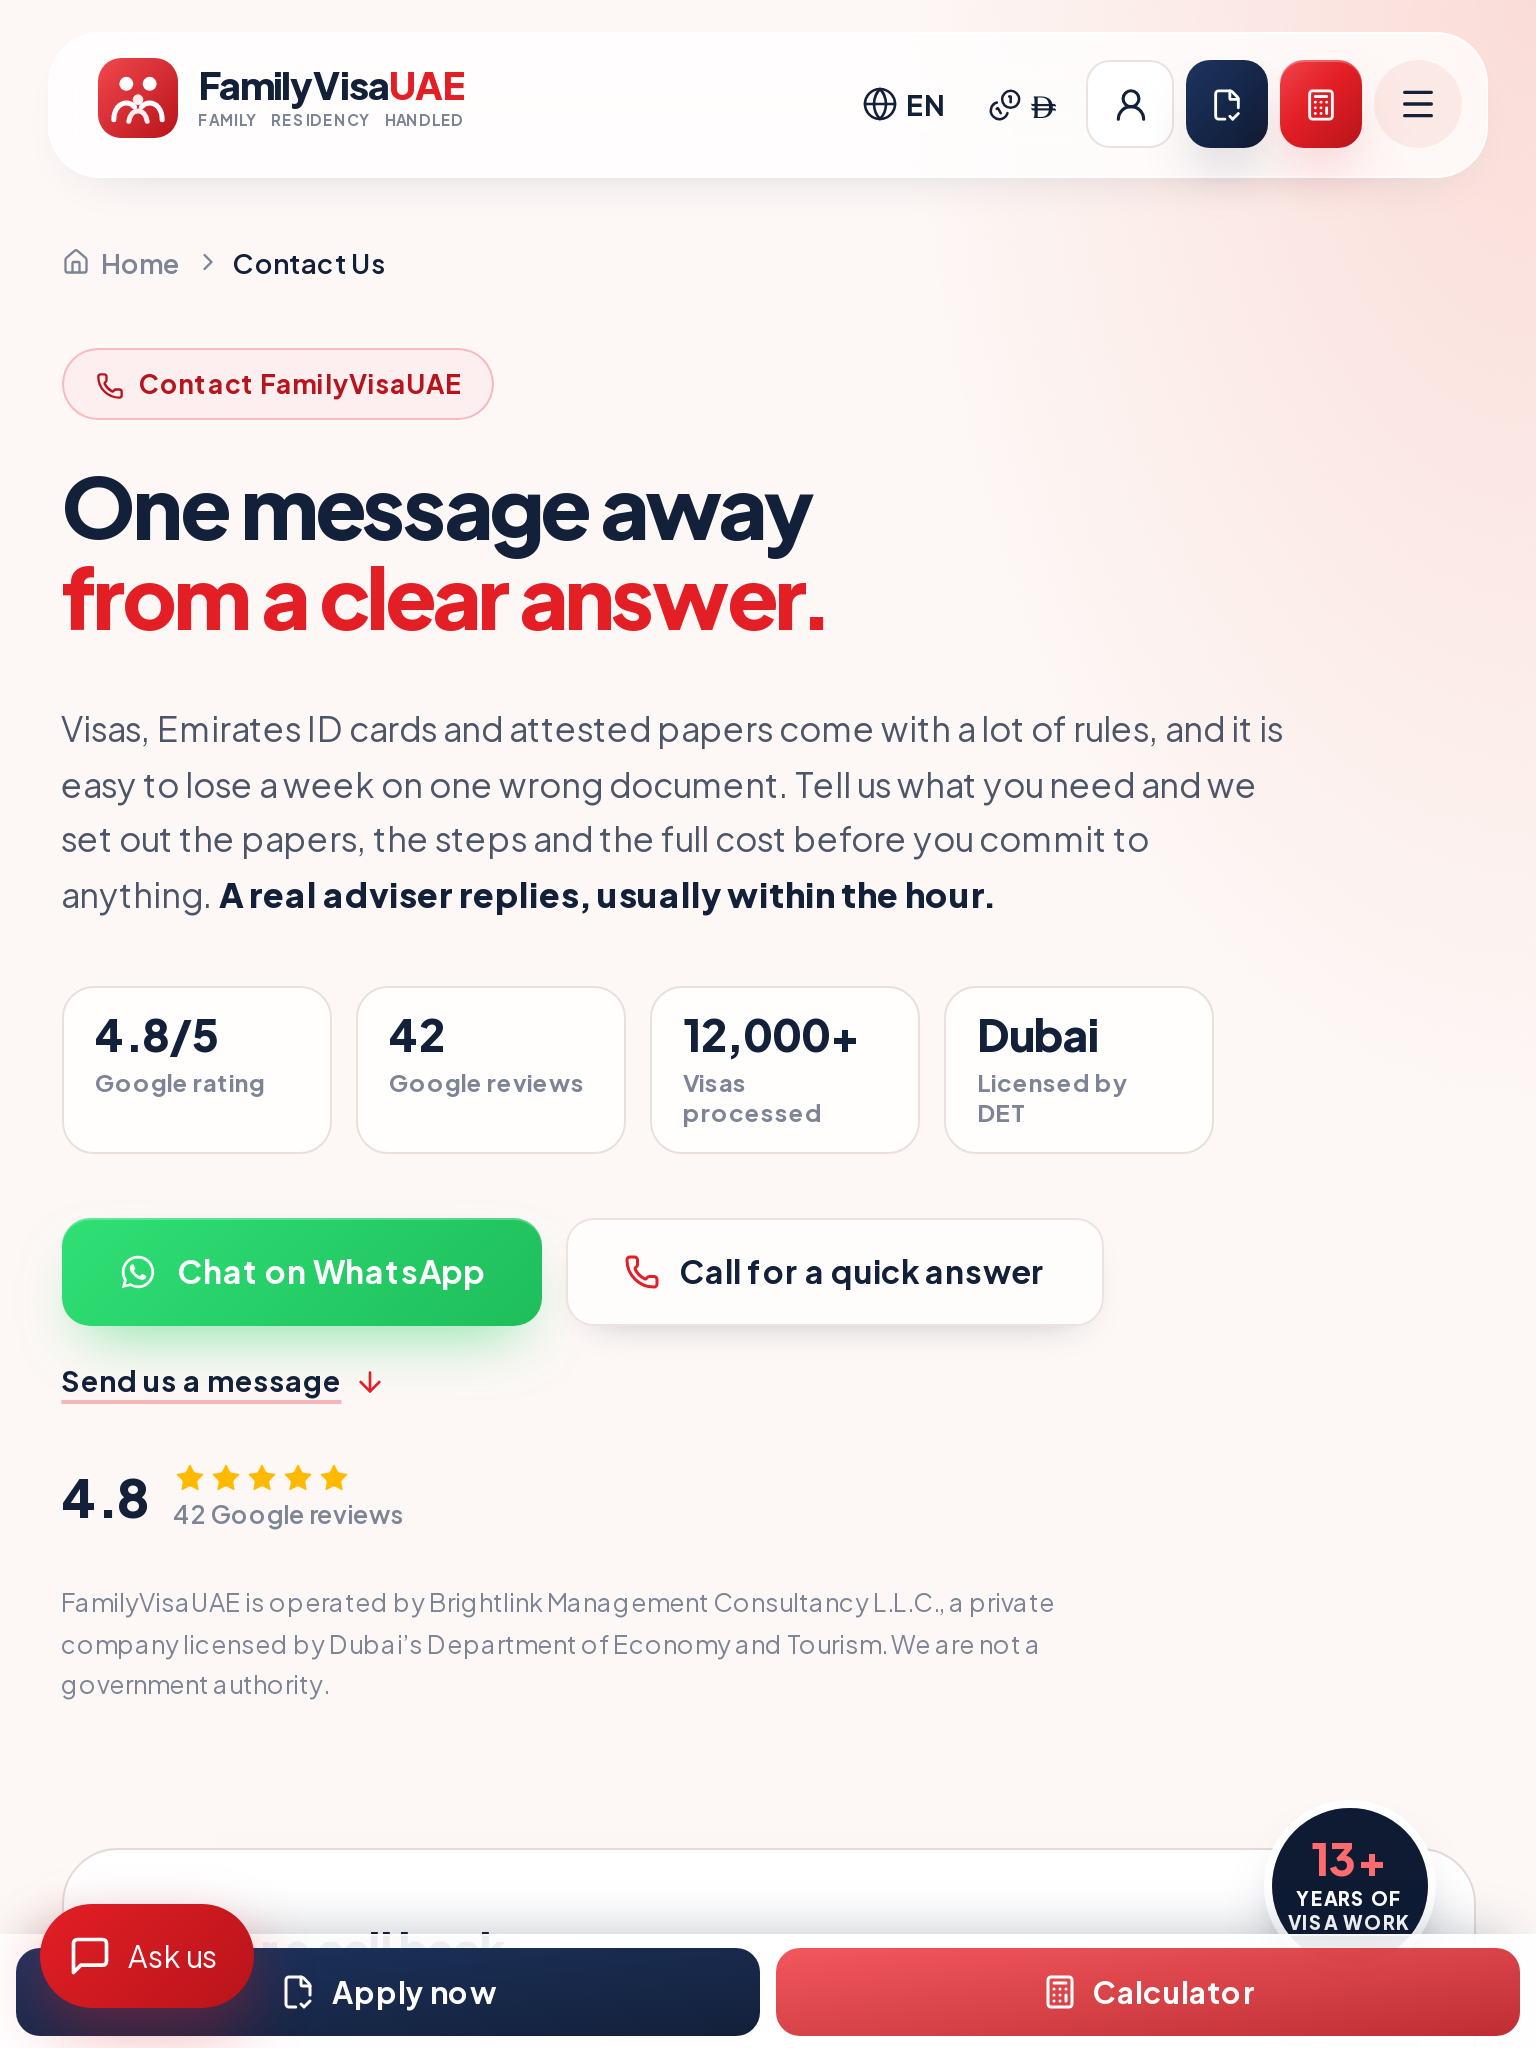 FamilyVisaUAE
FAMILY RESIDENCY HANDLED
EN
Home
Contact Us
Contact FamilyVisaUAE
One message away
from a clear answer.
Visas, Emirates ID cards and attested papers come with a lot of rules, and it is
easy to lose a week on one wrong document. Tell us what you need and we
set out the papers, the steps and the full cost before you commit to
anything. A real adviser replies, usually within the hour.
4.8/5
Google rating
42
Google reviews
12,000+
Visas
processed
Dubai
Licensed by
DET
Chat on WhatsApp
Call for a quick answer
Send us a message
4.8
42 Google reviews
FamilyVisaUAE is operated by Brightlink Management Consultancy L.L.C., a private
company licensed by Dubai’s Department of Economy and Tourism. We are not a
government authority.
13+
YEARS OF
VISA WORK
a call back
Ask us
Apply now
Calculator